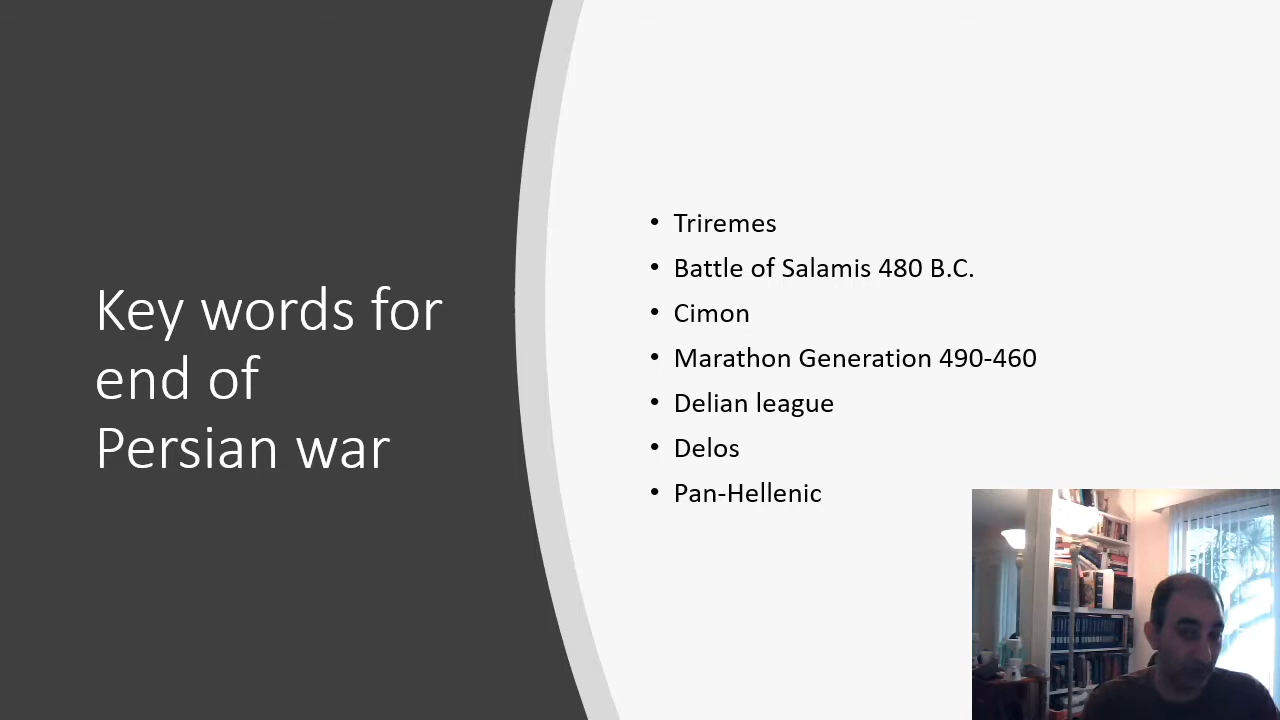 Key words for
end of
Persian war
• Triremes
• Battle of Salamis 480 B.C.
• Cimon
• Marathon Generation 490-460
• Delian league
• Delos
• Pan-Hellenic